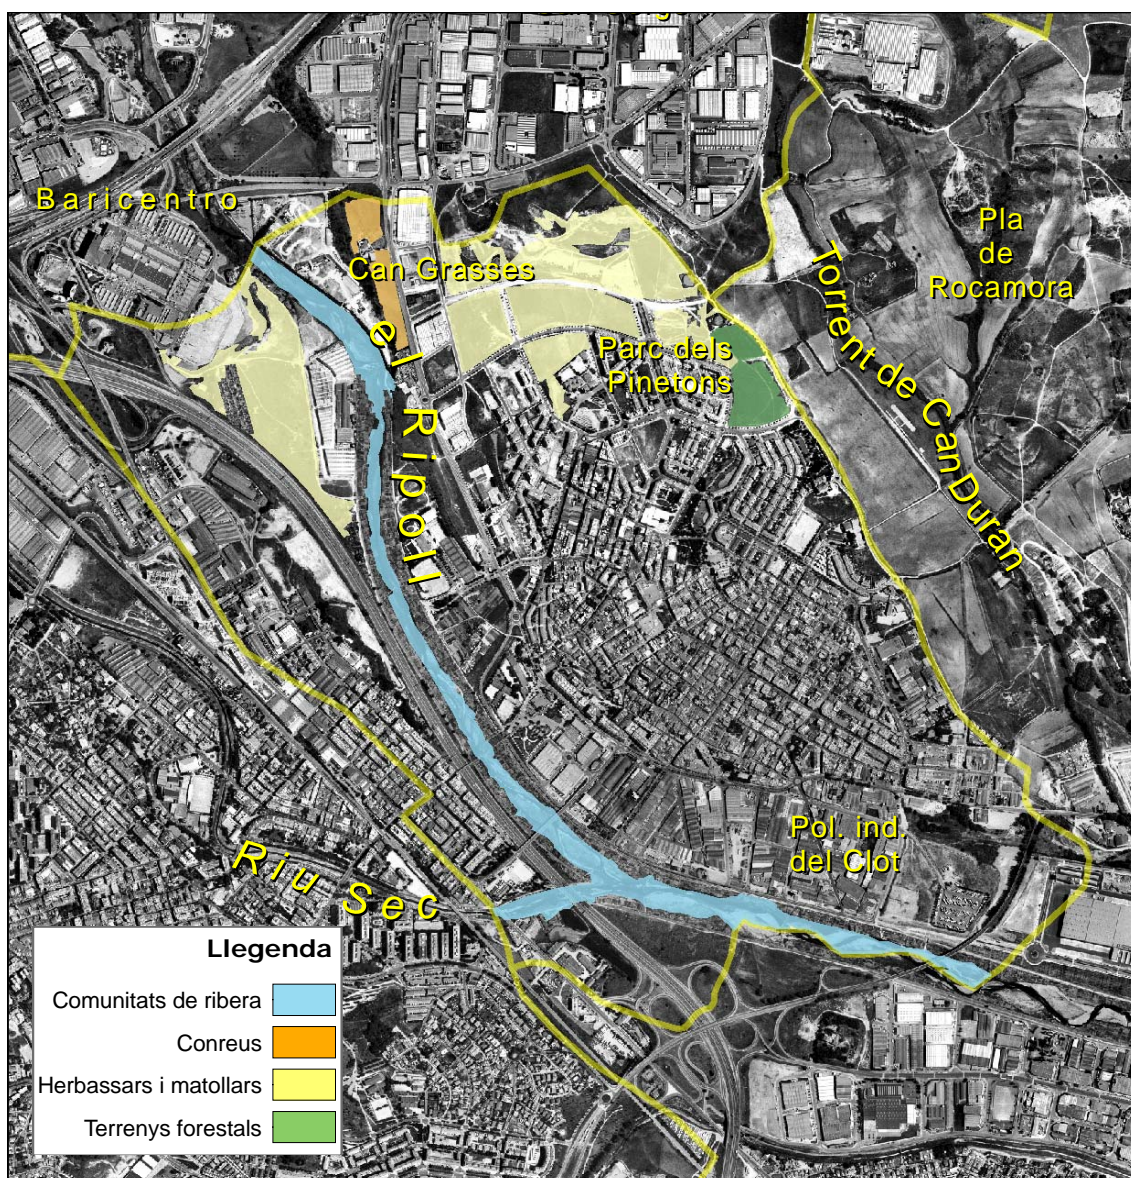 Baricentro
Can Grasses
el Ripoll
Parc dels
Pinetons
Torrent de Can Duran
Pla
de
Rocamora
Pol. ind.
del Clot
Riu Sec
Llegenda
Comunitats de ribera
Conreus
Herbassars i matollars
Terrenys forestals